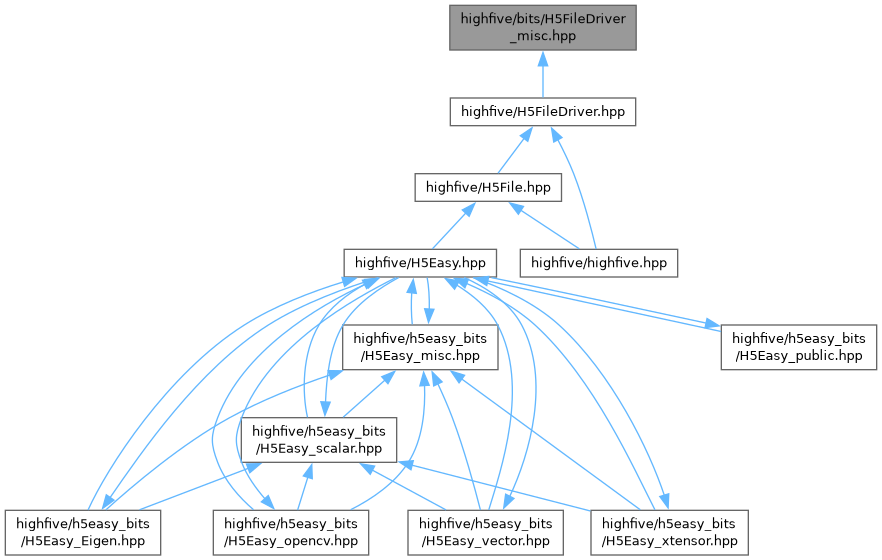 highfive/bits/H5FileDriver
_misc.hpp
highfive/H5FileDriver.hpp
highfive/H5File.hpp
highfive/H5Easy.hpp
highfive/highfive.hpp
highfive/h5easy_bits
/H5Easy_misc.hpp
highfive/h5easy_bits
/H5Easy_public.hpp
highfive/h5easy_bits
/H5Easy_scalar.hpp
highfive/h5easy_bits
/H5Easy_Eigen.hpp
highfive/h5easy_bits
/H5Easy_opencv.hpp
highfive/h5easy_bits
/H5Easy_vector.hpp
highfive/h5easy_bits
/H5Easy_xtensor.hpp